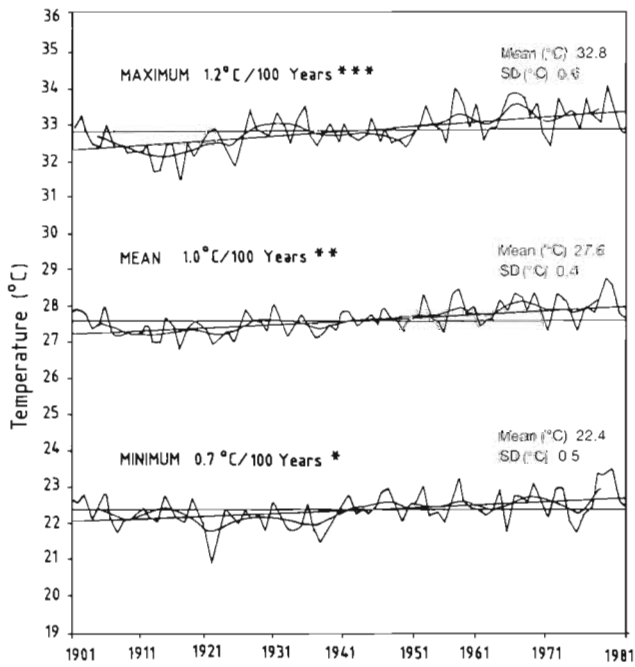 36
35
34
33
32
31
30
29
28
27
26
25
24
23
22
21
20
19
Temperature (°C)
MAXIMUM 1.2°C/100 Years ***
Mean (°C) 32.8
SD (°C) 0.6
MEAN 1.0°C/100 Years **
Mean (°C) 27.6
SD (°C) 0.4
MINIMUM 0.7°C/100 Years *
Mean (°C) 22.4
SD (°C) 0.5
1901 1911 1921 1931 1941 1951 1961 1971 1981